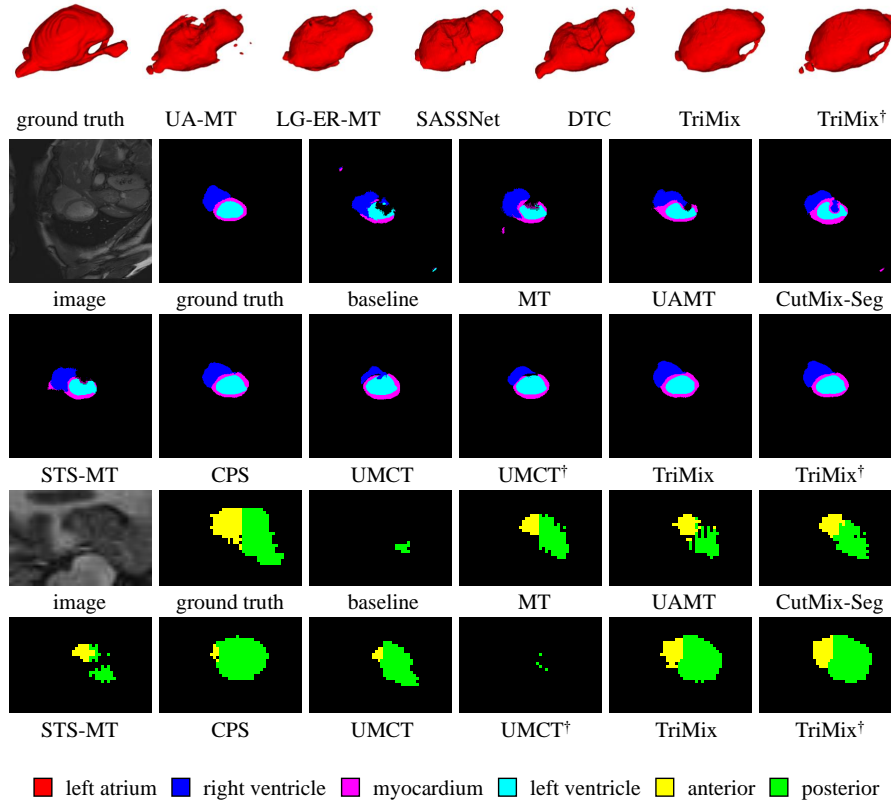 ground truth UA-MT LG-ER-MT SASSNet DTC TriMix TriMix†
image ground truth baseline MT UAMT CutMix-Seg
STS-MT CPS UMCT UMCT† TriMix TriMix†
image ground truth baseline MT UAMT CutMix-Seg
STS-MT CPS UMCT UMCT† TriMix TriMix†
left atrium right ventricle myocardium left ventricle anterior posterior